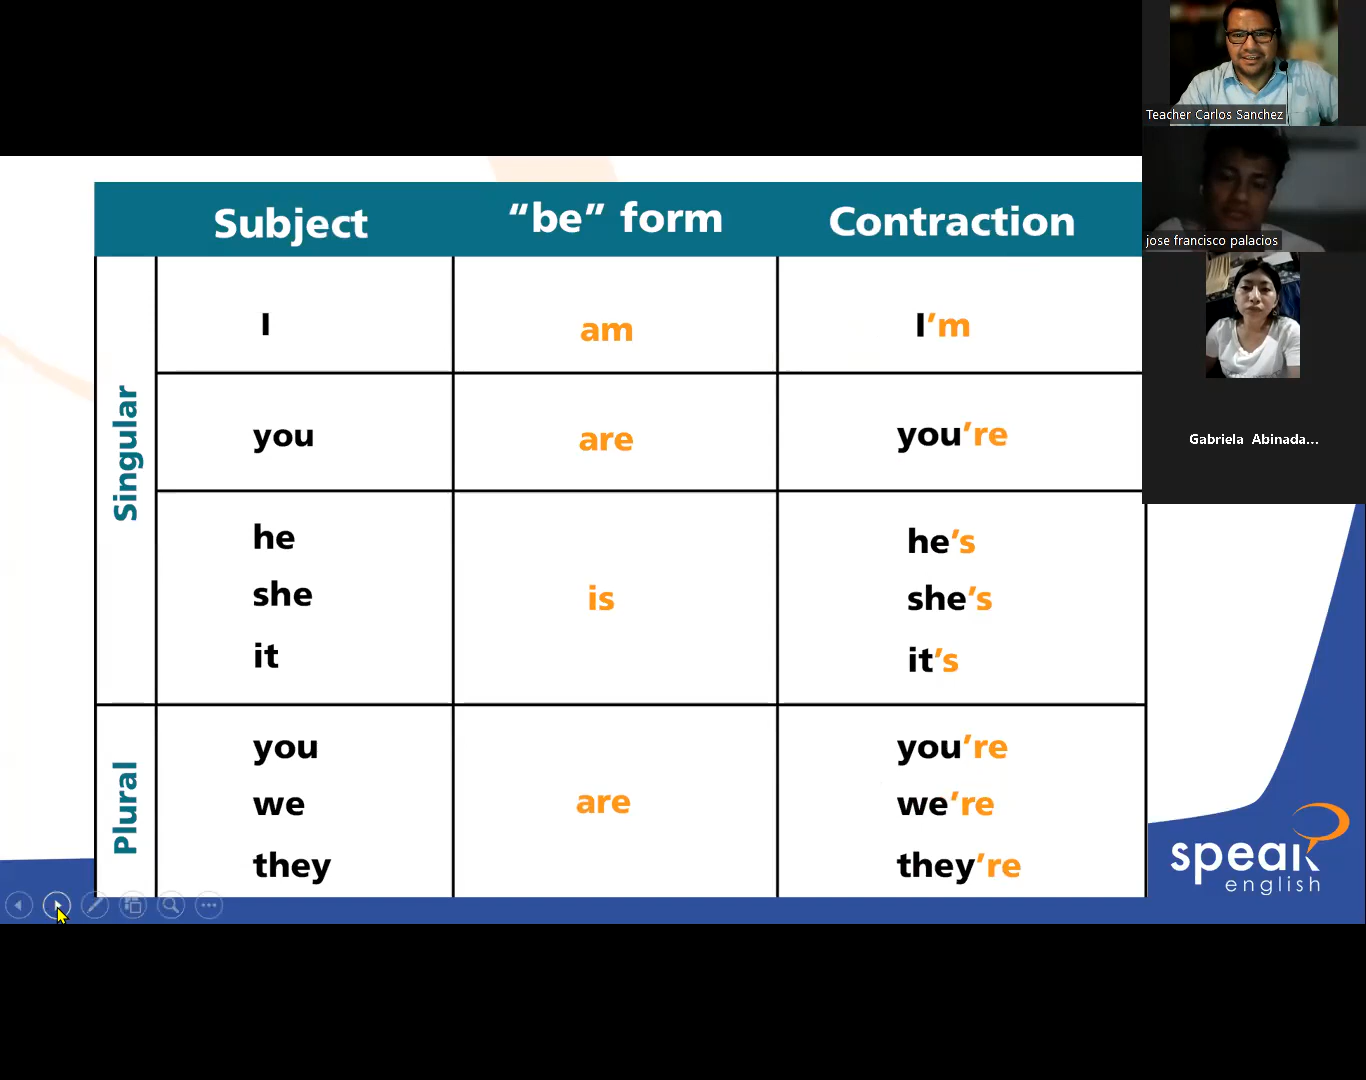 Subject “be” form Contraction
Singular
I am I’m
you are you’re
he he’s
she is she’s
it it’s
Plural
you you’re
we are we’re
they they’re
speak
english
Teacher Carlos Sanchez
jose francisco palacios
Gabriela Abinada...